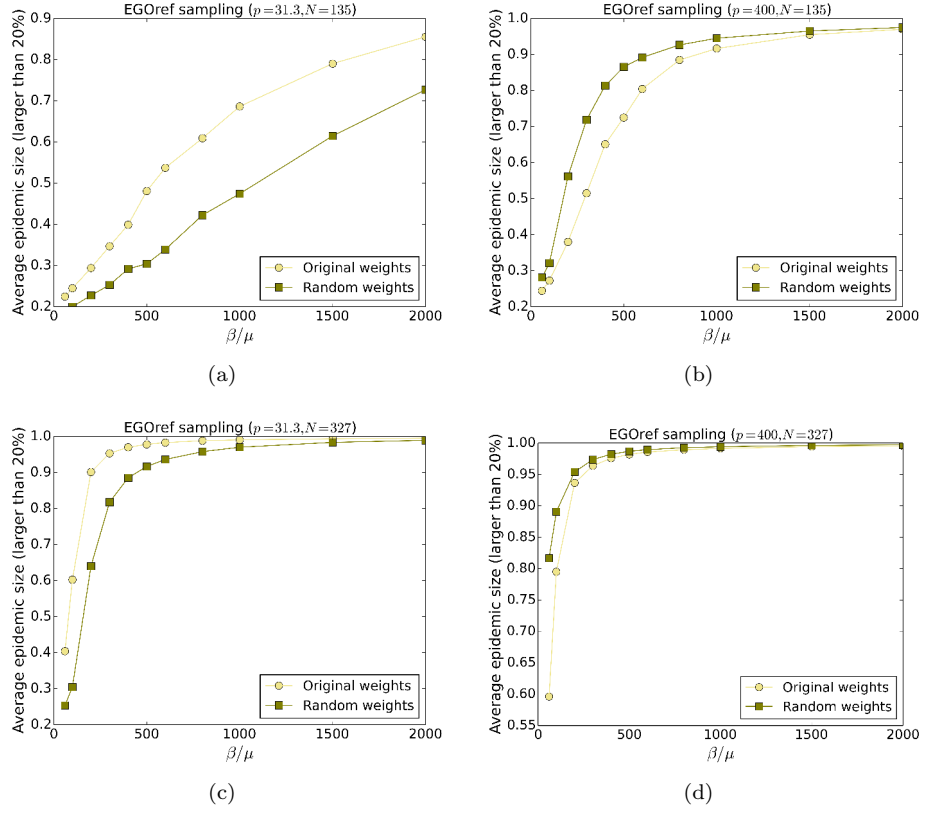 EGOref sampling (p=31.3,N=135)
Average epidemic size (larger than 20%)
0.9
0.8
0.7
0.6
0.5
0.4
0.3
0.2
0 500 1000 1500 2000
β/μ
Original weights
Random weights
(a)
EGOref sampling (p=400,N=135)
Average epidemic size (larger than 20%)
1.0
0.9
0.8
0.7
0.6
0.5
0.4
0.3
0.2
0 500 1000 1500 2000
β/μ
Original weights
Random weights
(b)
EGOref sampling (p=31.3,N=327)
Average epidemic size (larger than 20%)
1.0
0.9
0.8
0.7
0.6
0.5
0.4
0.3
0.2
0 500 1000 1500 2000
β/μ
Original weights
Random weights
(c)
EGOref sampling (p=400,N=327)
Average epidemic size (larger than 20%)
1.00
0.95
0.90
0.85
0.80
0.75
0.70
0.65
0.60
0.55
0 500 1000 1500 2000
β/μ
Original weights
Random weights
(d)